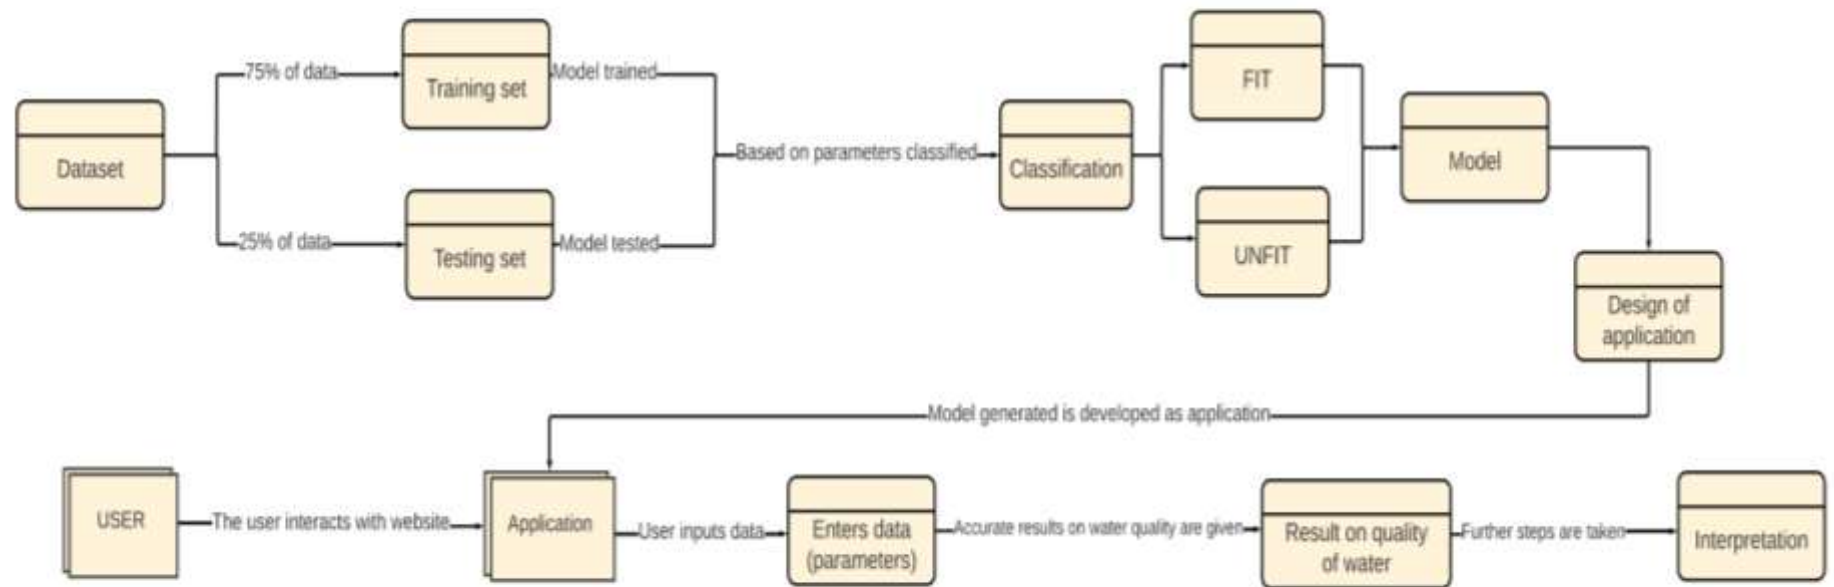 75% of data
Training set
Model trained
Dataset
25% of data
Testing set
Model tested
Based on parameters classified
Classification
FIT
UNFIT
Model
Design of
application
Model generated is developed as application
USER
The user interacts with website
Application
User inputs data
Enters data
(parameters)
Accurate results on water quality are given
Result on quality
of water
Further steps are taken
Interpretation